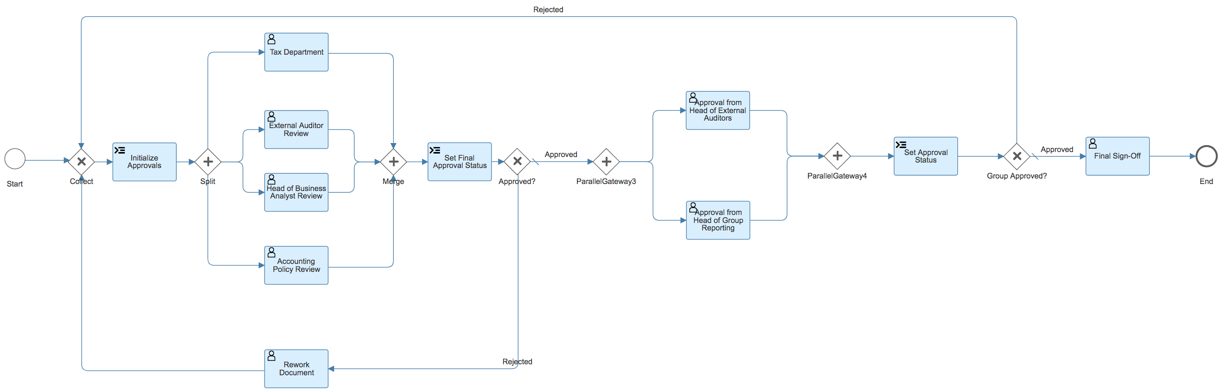 Rejected
Tax Department
External Auditor
Review
Head of Business
Analyst Review
Accounting
Policy Review
Rework
Document
Start
Collect
Initialize
Approvals
Split
Merge
Set Final
Approval Status
Approved?
Approved
Rejected
ParallelGateway3
Approval from
Head of External
Auditors
Approval from
Head of Group
Reporting
ParallelGateway4
Set Approval
Status
Group Approved?
Approved
Final Sign-Off
End